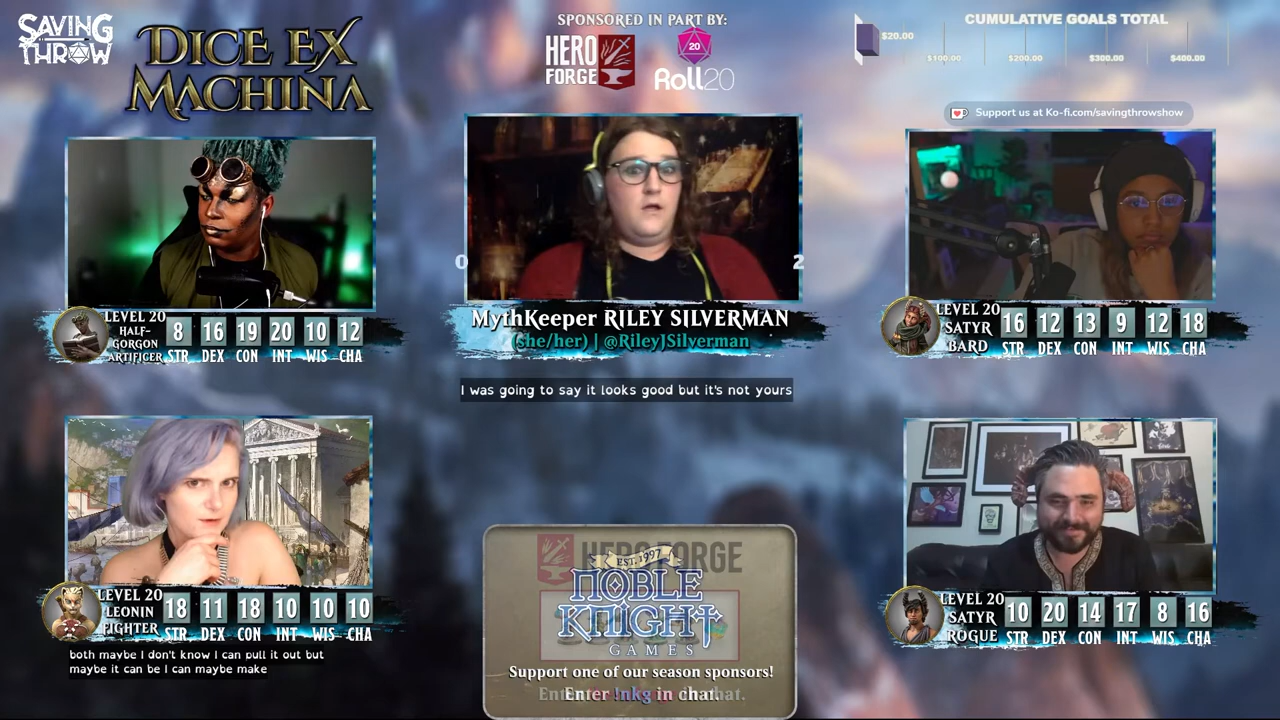 SAVING
THROW
DICE EX
MACHINA
SPONSORED IN PART BY:
HERO
FORGE
20
Roll20
CUMULATIVE GOALS TOTAL
$20.00
$100.00
$200.00
$300.00
$400.00
Support us at Ko-fi.com/savingthrowshow
0
2
LEVEL 20
HALF-
GORGON
ARTIFICER
8 16 19 20 10 12
STR DEX CON INT WIS CHA
MythKeeper RILEY SILVERMAN
(she/her) | @RileyJSilverman
LEVEL 20
SATYR
BARD
16 12 13 9 12 18
STR DEX CON INT WIS CHA
I was going to say it looks good but it's not yours
LEVEL 20
LEONIN
FIGHTER
18 11 18 10 10 10
STR DEX CON INT WIS CHA
both maybe I don't know I can pull it out but
maybe it can be I can maybe make
HERO FORGE
EST. 1997
NOBLE
KNIGHT
GAMES
Support one of our season sponsors!
Enter !nkg in chat.
LEVEL 20
SATYR
ROGUE
10 20 14 17 8 16
STR DEX CON INT WIS CHA